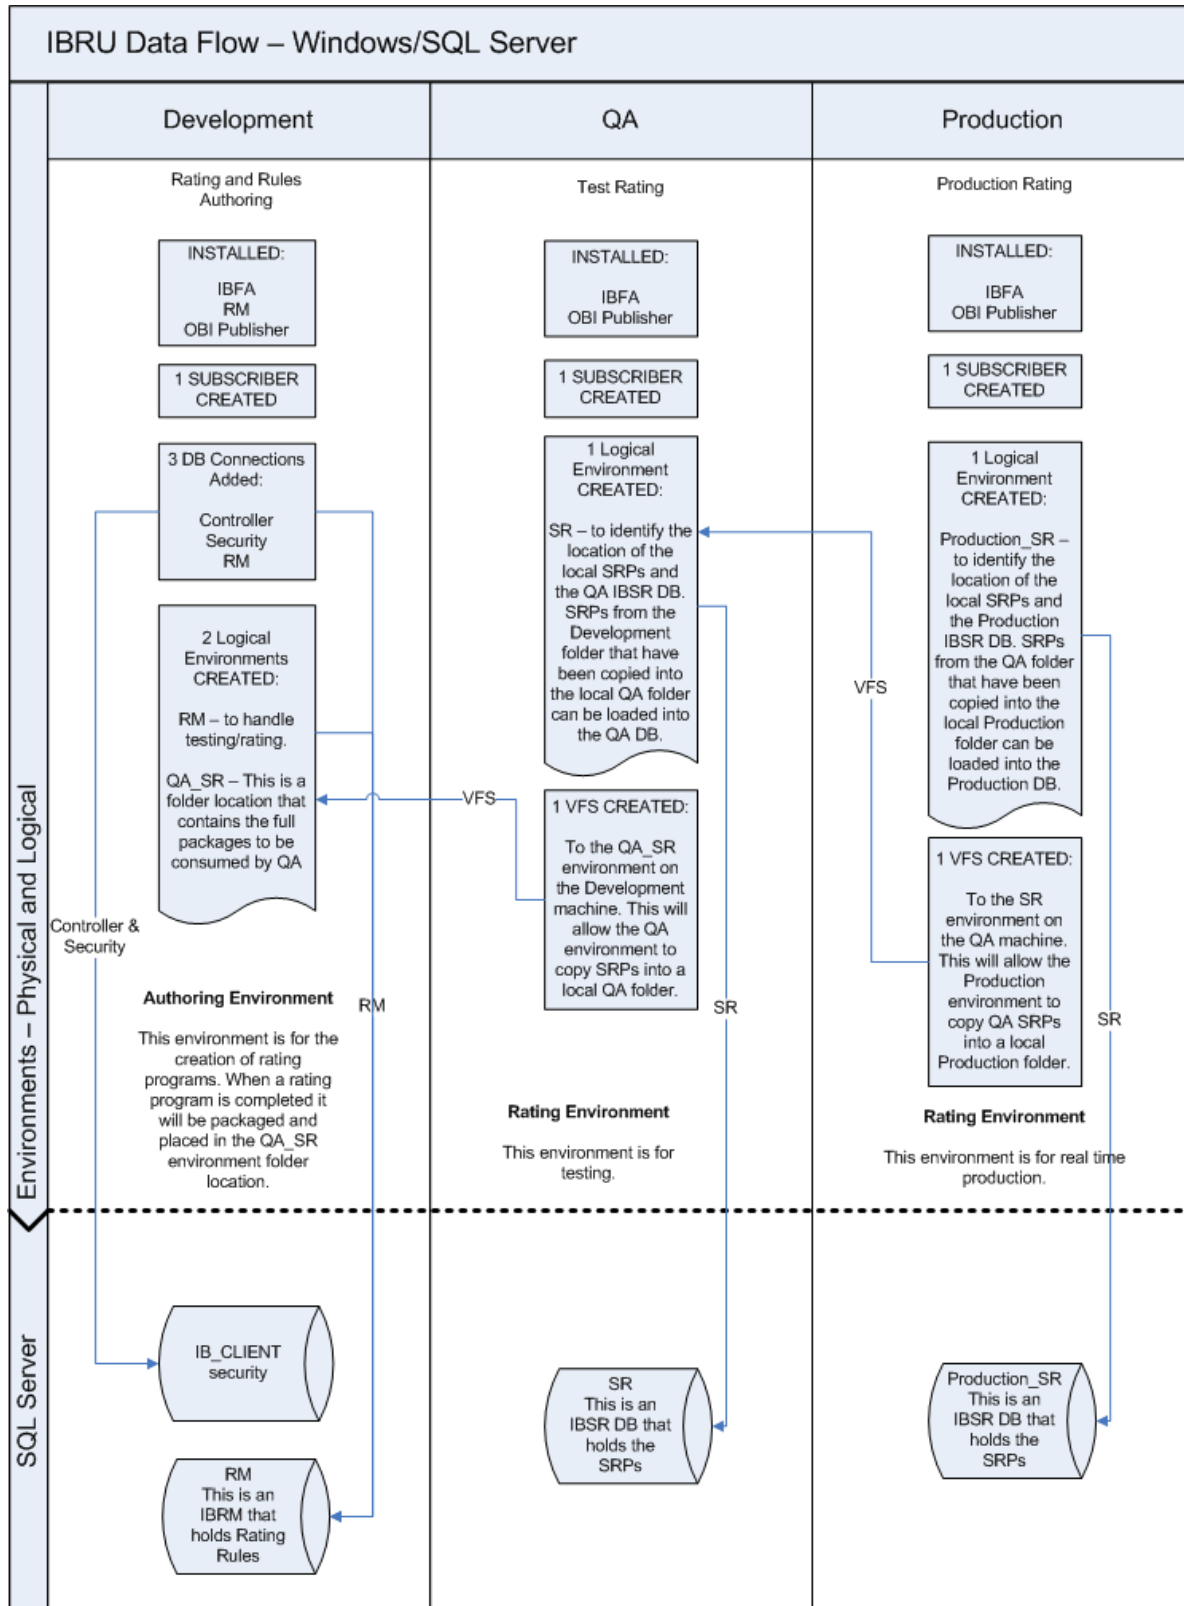 IBRU Data Flow – Windows/SQL Server
Environments – Physical and Logical
SQL Server
Development
Rating and Rules
Authoring
INSTALLED:
IBFA
RM
OBI Publisher
1 SUBSCRIBER
CREATED
3 DB Connections
Added:
Controller
Security
RM
2 Logical
Environments
CREATED:
RM – to handle
testing/rating.
QA_SR – This is a
folder location that
contains the full
packages to be
consumed by QA
Controller &
Security
RM
Authoring Environment
This environment is for the
creation of rating
programs. When a rating
program is completed it
will be packaged and
placed in the QA_SR
environment folder
location.
IB_CLIENT
security
RM
This is an
IBRM that
holds Rating
Rules
QA
Test Rating
INSTALLED:
IBFA
OBI Publisher
1 SUBSCRIBER
CREATED
1 Logical
Environment
CREATED:
SR – to identify the
location of the
local SRPs and
the QA IBSR DB.
SRPs from the
Development
folder that have
been copied into
the local QA folder
can be loaded into
the QA DB.
VFS
1 VFS CREATED:
To the QA_SR
environment on
the Development
machine. This will
allow the QA
environment to
copy SRPs into a
local QA folder.
SR
Rating Environment
This environment is for
testing.
SR
This is an
IBSR DB that
holds the
SRPs
Production
Production Rating
INSTALLED:
IBFA
OBI Publisher
1 SUBSCRIBER
CREATED
1 Logical
Environment
CREATED:
Production_SR –
to identify the
location of the
local SRPs and
the Production
IBSR DB. SRPs
from the QA folder
that have been
copied into the
local Production
folder can be
loaded into the
Production DB.
VFS
1 VFS CREATED:
To the SR
environment on
the QA machine.
This will allow the
Production
environment to
copy QA SRPs
into a local
Production folder.
SR
Rating Environment
This environment is for real time
production.
Production_SR
This is an
IBSR DB that
holds the
SRPs